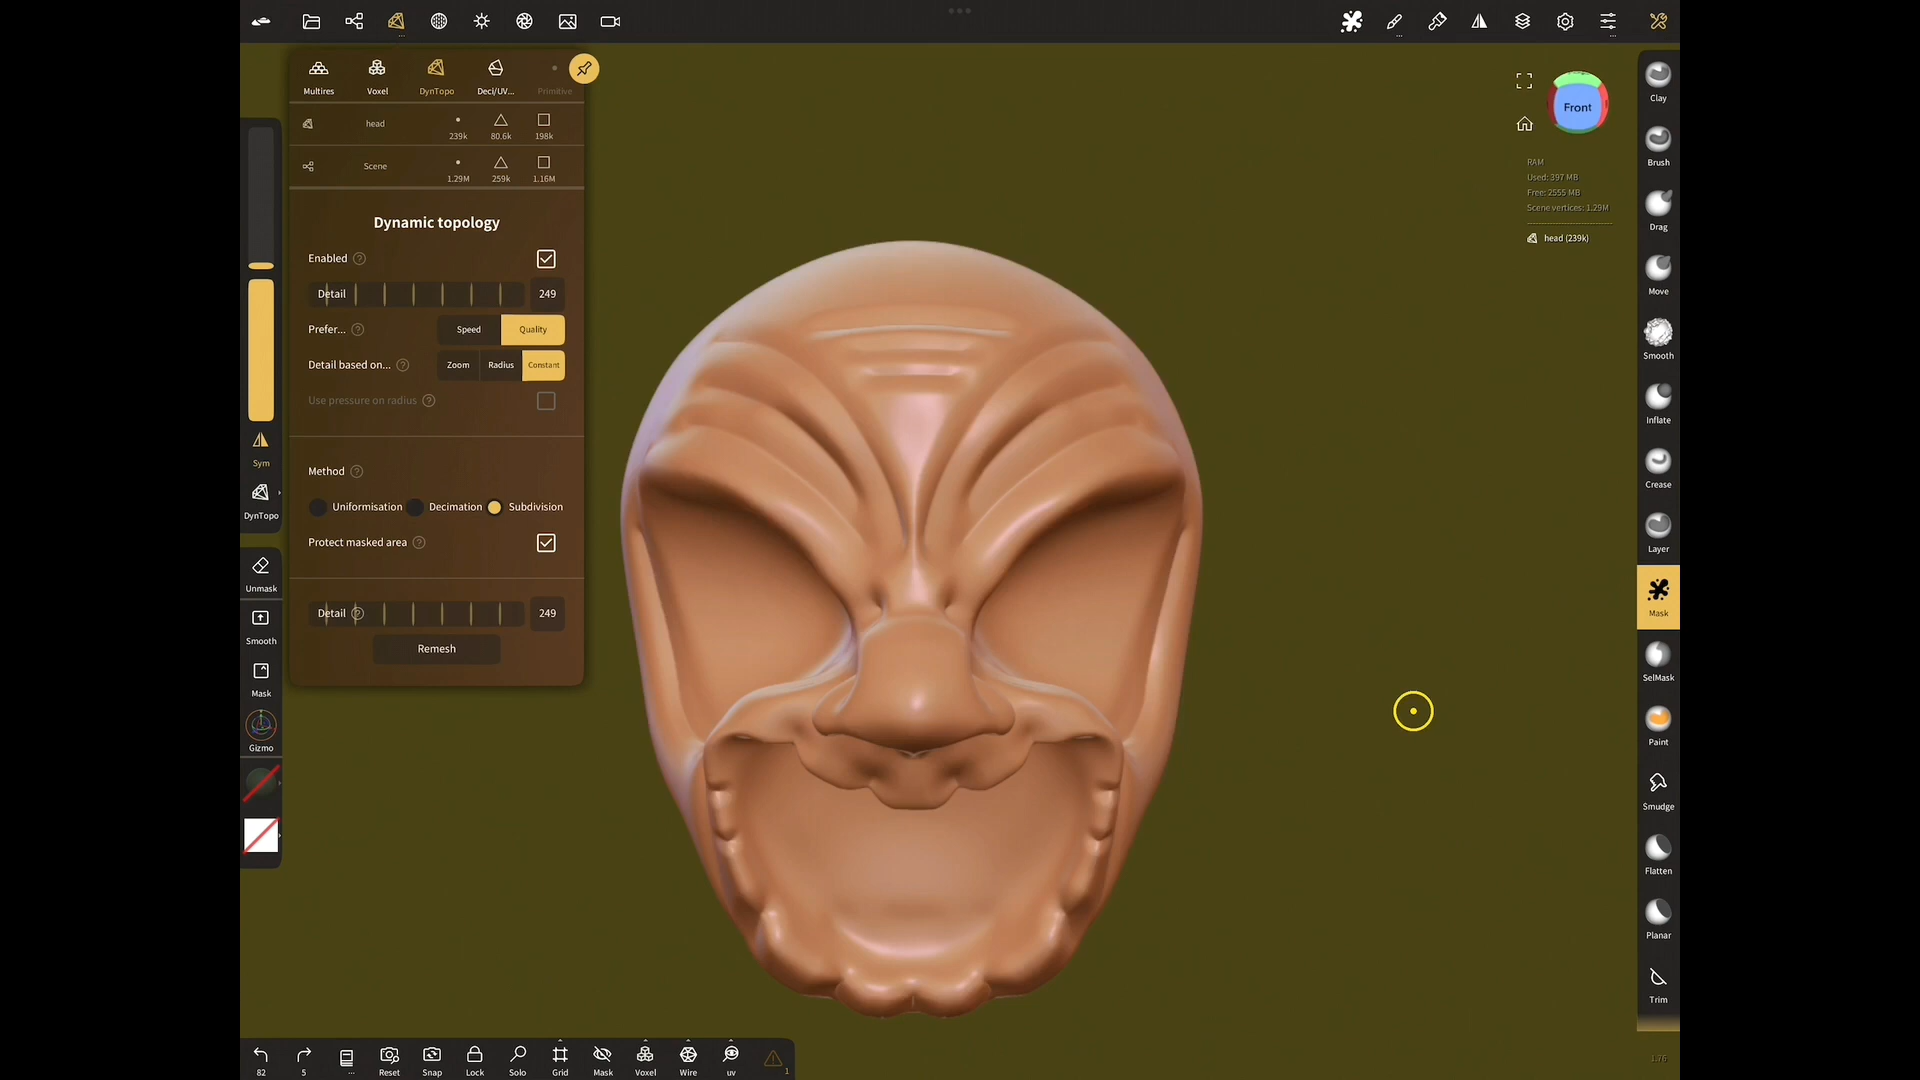 Multires
Voxel
DynTopo
Deci/UV...
Primitive
head
239k
80.6k
198k
Scene
1.29M
259k
1.16M
Dynamic topology
Enabled ?
Detail
249
Prefer... ?
Speed
Quality
Detail based on... ?
Zoom
Radius
Constant
Use pressure on radius ?
Method ?
Uniformisation
Decimation
Subdivision
Protect masked area ?
Detail ?
249
Remesh
Sym
DynTopo
Unmask
Smooth
Mask
Gizmo
Front
RAM
Used: 397 MB
Free: 2555 MB
Scene vertices: 1.29M
head (239k)
Clay
Brush
Drag
Move
Smooth
Inflate
Crease
Layer
Mask
SelMask
Paint
Smudge
Flatten
Planar
Trim
82
5
...
Reset
Snap
Lock
Solo
Grid
Mask
Voxel
Wire
uv
1
1.76